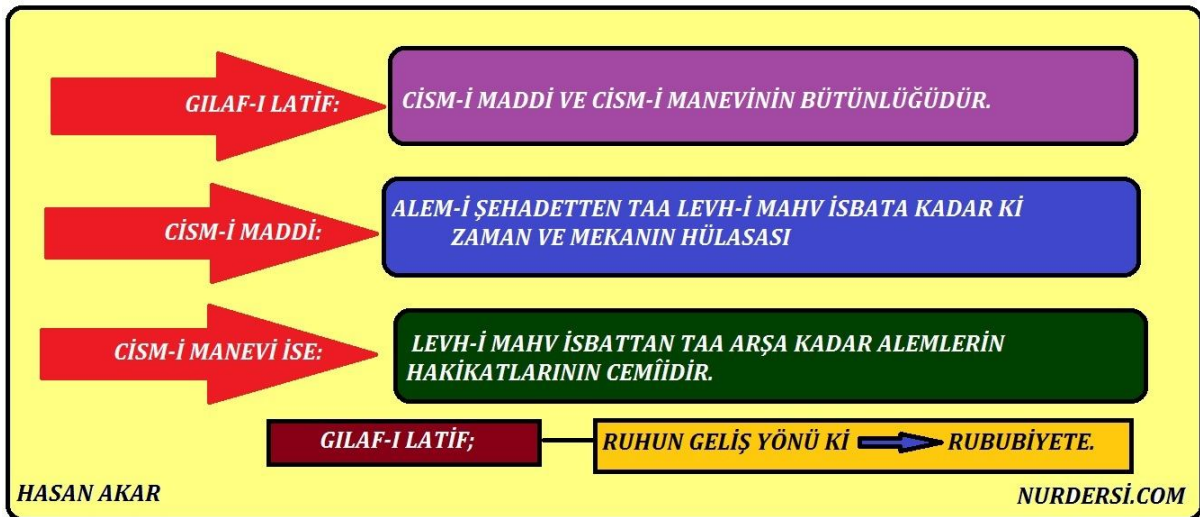 GILAF-I LATİF:
CİSM-İ MADDİ VE CİSM-İ MANEVİNİN BÜTÜNLÜĞÜDÜR.
CİSM-İ MADDİ:
ALEM-İ ŞEHADETTEN TAA LEVH-İ MAHV İSBATA KADAR Kİ
ZAMAN VE MEKANIN HÜLASASI
CİSM-İ MANEVİ İSE:
LEVH-İ MAHV İSBATTAN TAA ARŞA KADAR ALEMLERİN
HAKİKATLARININ CEMÎİDİR.
GILAF-I LATİF;
RUHUN GELİŞ YÖNÜ Kİ RUBUBİYETE.
HASAN AKAR
NURDERSİ.COM